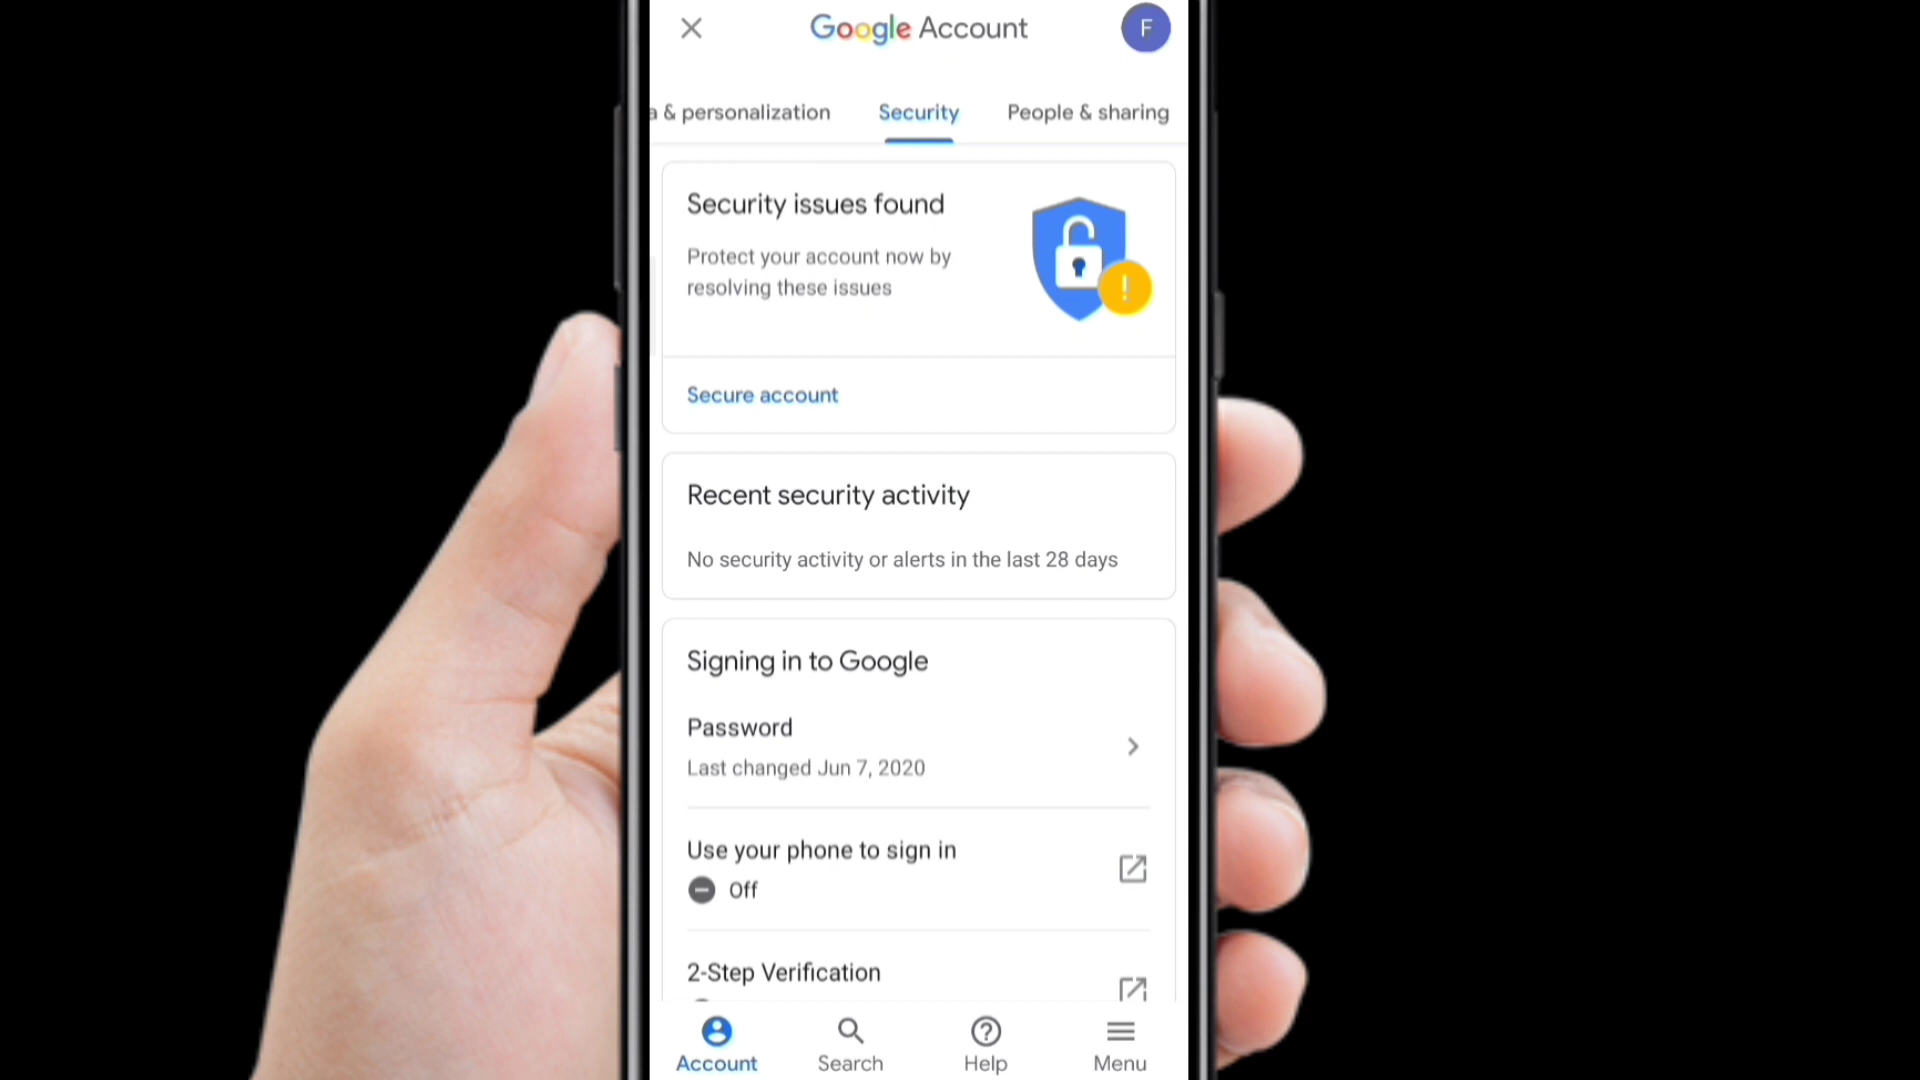 Google Account
F
a & personalization Security People & sharing
Security issues found
Protect your account now by
resolving these issues
Secure account
Recent security activity
No security activity or alerts in the last 28 days
Signing in to Google
Password
Last changed Jun 7, 2020
Use your phone to sign in
Off
2-Step Verification
Account Search Help Menu